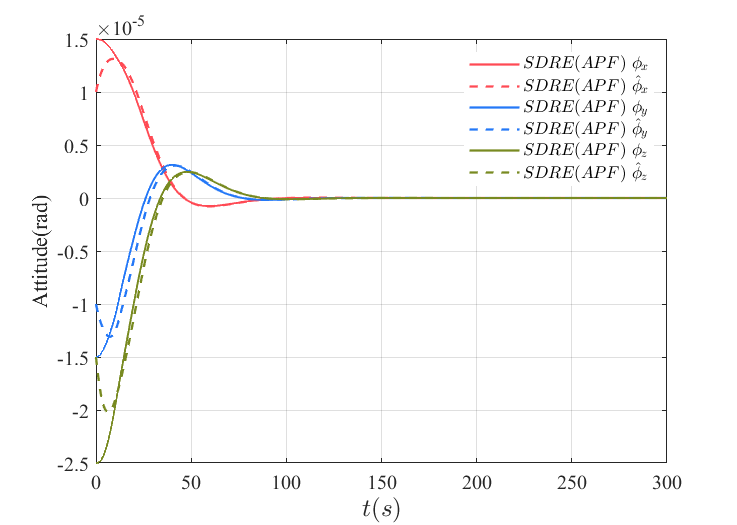 ×10⁻⁵
1.5
1
0.5
0
-0.5
-1
-1.5
-2
-2.5
Attitude(rad)
SDRE(APF) ϕₓ
SDRE(APF) ϕ̂ₓ
SDRE(APF) ϕ_y
SDRE(APF) ϕ̂_y
SDRE(APF) ϕ_z
SDRE(APF) ϕ̂_z
0 50 100 150 200 250 300
t(s)